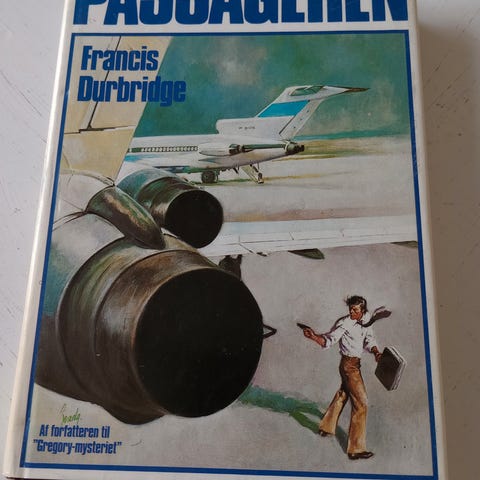 PASSAGEREN
Francis
Durbridge
Af forfatteren til
"Gregory-mysteriet"